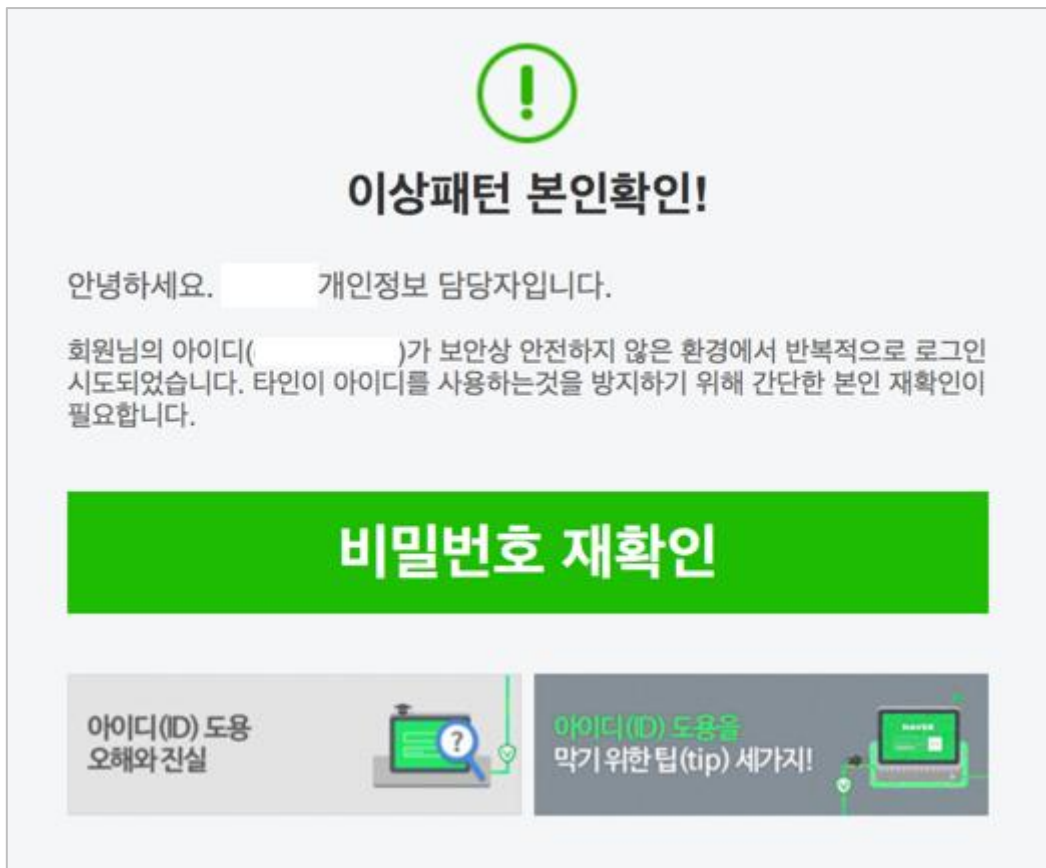 이상패턴 본인확인!
안녕하세요. 개인정보 담당자입니다.
회원님의 아이디( )가 보안상 안전하지 않은 환경에서 반복적으로 로그인
시도되었습니다. 타인이 아이디를 사용하는것을 방지하기 위해 간단한 본인 재확인이
필요합니다.
비밀번호 재확인
아이디(ID) 도용
오해와 진실
아이디(ID) 도용을
막기 위한 팁(tip) 세가지!
NAVER